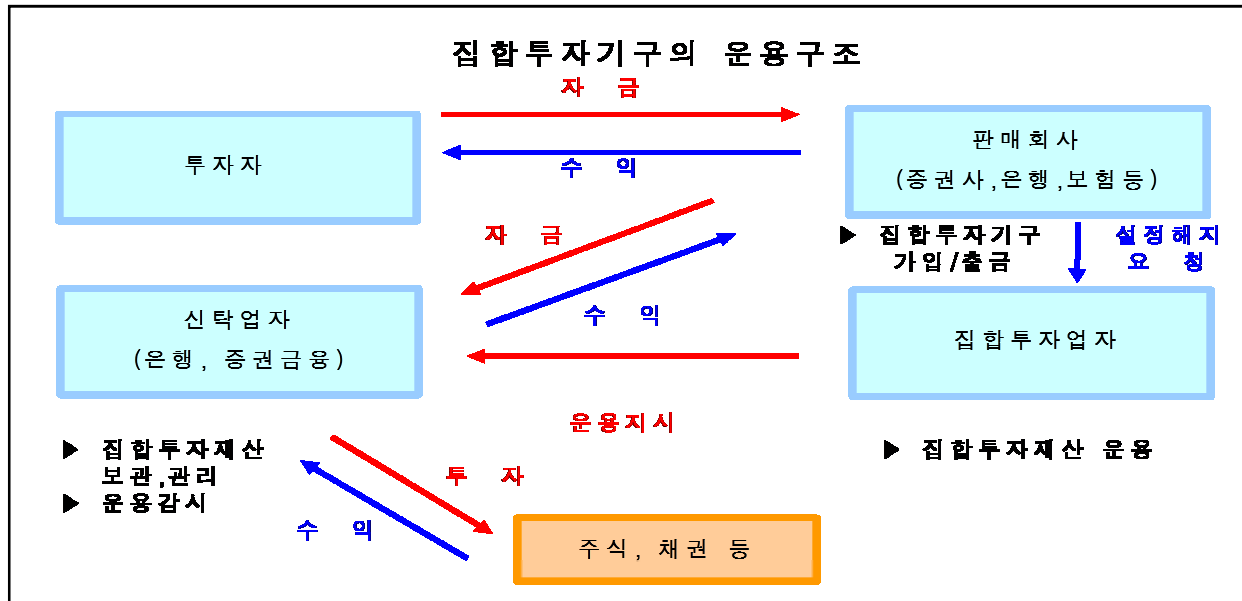 집합투자기구의 운용구조
자 금
투자자
수 익
판매회사
(증권사,은행,보험등)
자 금
▶ 집합투자기구
가입/출금
설정해지
요 청
수 익
신탁업자
(은행, 증권금융)
집합투자업자
운용지시
▶ 집합투자재산
보관,관리
▶ 운용감시
▶ 집합투자재산 운용
투 자
수 익
주식, 채권 등